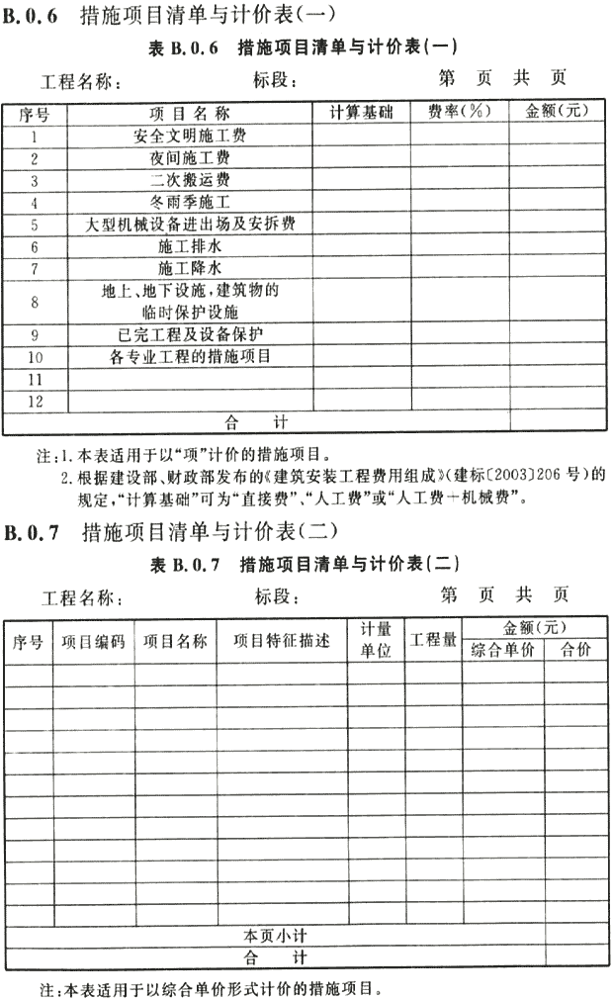 B.0.6 措施项目清单与计价表(一)
表 B.0.6 措施项目清单与计价表(一)
工程名称: 标段: 第 页 共 页
序号 项目名称 计算基础 费率(%) 金额(元)
1 安全文明施工费
2 夜间施工费
3 二次搬运费
4 冬雨季施工
5 大型机械设备进出场及安拆费
6 施工排水
7 施工降水
8 地上、地下设施,建筑物的
临时保护设施
9 已完工程及设备保护
10 各专业工程的措施项目
11
12
合 计
注:1.本表适用于以“项”计价的措施项目。
2.根据建设部、财政部发布的《建筑安装工程费用组成》(建标〔2003〕206 号)的
规定,“计算基础”可为“直接费”、“人工费”或“人工费+机械费”。
B.0.7 措施项目清单与计价表(二)
表 B.0.7 措施项目清单与计价表(二)
工程名称: 标段: 第 页 共 页
序号 项目编码 项目名称 项目特征描述 计量 工程量 金额(元)
单位 综合单价 合价
本页小计
合 计
注:本表适用于以综合单价形式计价的措施项目。